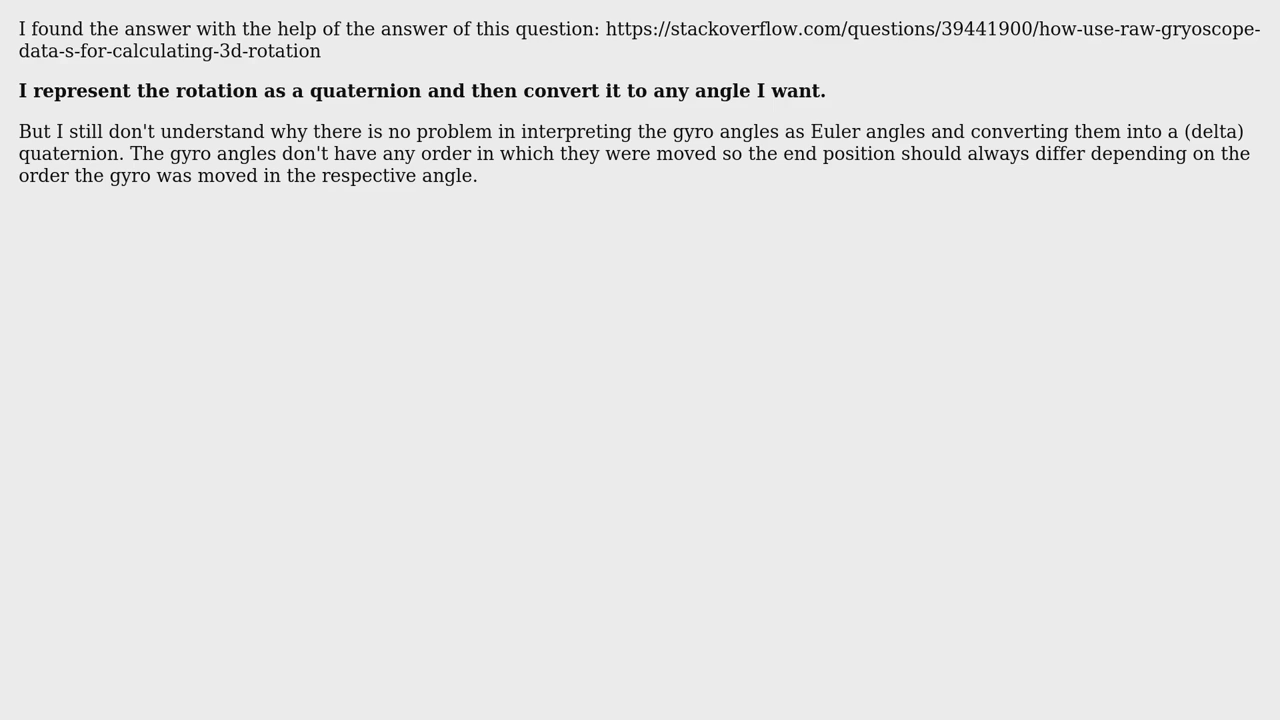 I found the answer with the help of the answer of this question: https://stackoverflow.com/questions/39441900/how-use-raw-gryoscope-
data-s-for-calculating-3d-rotation
I represent the rotation as a quaternion and then convert it to any angle I want.
But I still don't understand why there is no problem in interpreting the gyro angles as Euler angles and converting them into a (delta)
quaternion. The gyro angles don't have any order in which they were moved so the end position should always differ depending on the
order the gyro was moved in the respective angle.